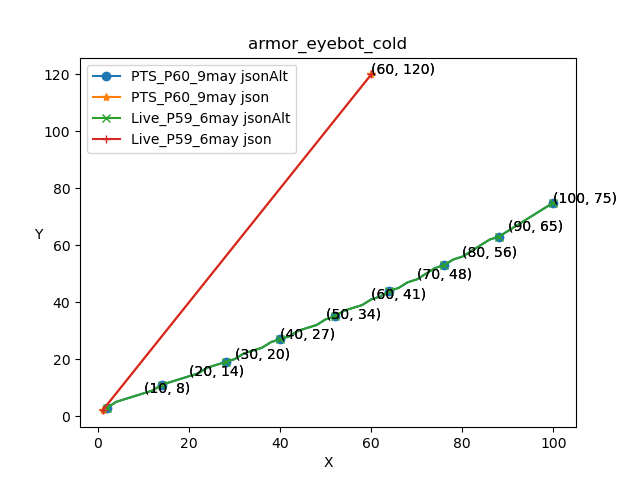 armor_eyebot_cold
PTS_P60_9may jsonAlt
PTS_P60_9may json
Live_P59_6may jsonAlt
Live_P59_6may json
(60, 120)
(100, 75)
(90, 65)
(80, 56)
(70, 48)
(60, 41)
(50, 34)
(40, 27)
(30, 20)
(20, 14)
(10, 8)
120
100
80
60
40
20
0
Y
0 20 40 60 80 100
X